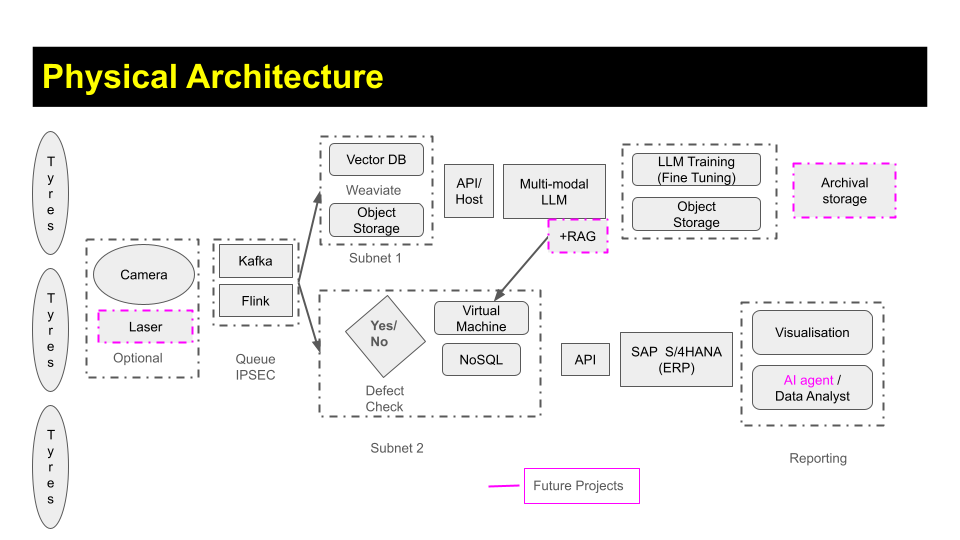 Physical Architecture
T
y
r
e
s
T
y
r
e
s
T
y
r
e
s
Camera
Laser
Optional
Kafka
Flink
Queue
IPSEC
Vector DB
Weaviate
Object
Storage
Subnet 1
API/
Host
Multi-modal
LLM
+RAG
LLM Training
(Fine Tuning)
Object
Storage
Archival
storage
Yes/
No
Defect
Check
Virtual
Machine
NoSQL
Subnet 2
API
SAP S/4HANA
(ERP)
Visualisation
AI agent /
Data Analyst
Reporting
Future Projects